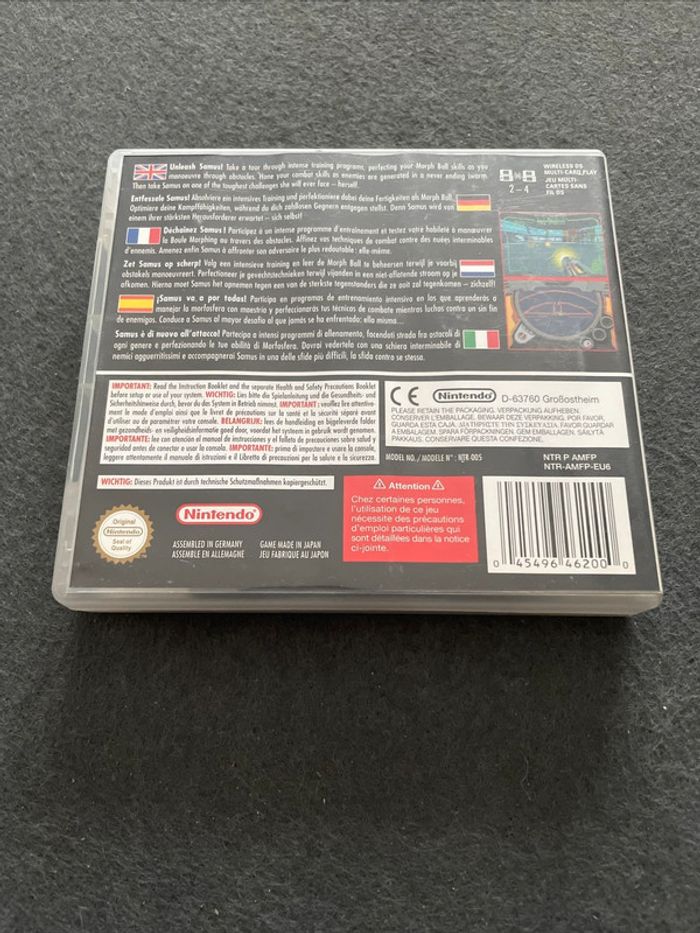 Unleash Samus! Take a tour through intense training programs, perfecting your Morph Ball skills as you
manoeuvre through obstacles. Hone your combat skills as enemies are generated in a never ending swarm.
Then take Samus on one of the toughest challenges she will ever face – herself.
Entfessele Samus! Absolviere ein intensives Training und perfektioniere dabei deine Fertigkeiten als Morph Ball.
Optimiere deine Kampffähigkeiten, während du dich zahllosen Gegnern entgegen stellst. Denn Samus wird von
einem ihrer stärksten Herausforderer erwartet – sich selbst!
Déchaînez Samus ! Participez à un intense programme d'entraînement et testez votre habileté à manoeuvrer
la Boule Morphing au travers des obstacles. Affinez vos techniques de combat contre des nuées interminables
d'ennemis. Amenez enfin Samus à affronter son adversaire le plus redoutable : elle même.
Zet Samus op scherp! Volg een intensieve training en leer de Morph Ball te beheersen terwijl je voorbij
obstakels manoeuvreert. Perfectioneer je gevechtstechnieken terwijl vijanden in een niet-aflatende stroom op je
afkomen. Hierna moet Samus het opnemen tegen een van de sterkste tegenstanders die ze ooit zal tegenkomen – zichzelf!
¡Samus va a por todas! Participa en programas de entrenamiento intensivo en los que aprenderás a
manejar la morfosfera con maestría y perfeccionarás tus técnicas de combate mientras luchas contra un sin fin
de enemigos. Conduce a Samus al mayor desafío al que jamás se ha enfrentado: ella misma...
Samus è di nuovo all'attacco! Partecipa a intensi programmi di allenamento, facendoti strada fra ostacoli di
ogni genere e perfezionando le tue abilità di Morfosfera. Dovrai vedertela con una schiera interminabile di
nemici agguerritissimi e accompagnerai Samus in una delle sfide più difficili, la sfida contro se stessa.
2–4
WIRELESS DS
MULTI-CARD PLAY
JEU MULTI-
CARTES SANS
FIL DS
IMPORTANT: Read the Instruction Booklet and the separate Health and Safety Precautions Booklet
before setup or use of your system. WICHTIG: Lies bitte die Spielanleitung und die Gesundheits- und
Sicherheitshinweise durch, bevor du das System in Betrieb nimmst. IMPORTANT : veuillez lire attentive-
ment le mode d'emploi ainsi que le livret de précautions sur la santé et la sécurité séparé avant
d'utiliser ou de paramétrer votre console. BELANGRIJK: lees de handleiding en bijgeleverde folder
met gezondheids- en veiligheidsinformatie goed door, voordat het systeem in gebruik wordt genomen.
IMPORTANTE: lee con atención el manual de instrucciones y el folleto de precauciones sobre salud y
seguridad antes de conectar o usar la consola. IMPORTANTE: prima di impostare e usare la console,
leggere attentamente il manuale di istruzioni e il Libretto di precauzioni per la salute e la sicurezza.
CE Nintendo D-63760 Großostheim
PLEASE RETAIN THE PACKAGING. VERPACKUNG AUFHEBEN.
CONSERVER L'EMBALLAGE. BEWAAR DEZE VERPAKKING. POR FAVOR,
GUARDA ESTA CAJA. ΔΙΑΤΗΡΕΙΣΤΕ ΤΗΝ ΣΥΣΚΕΥΑΣΙΑ. FAVOR GUARDAR
A EMBALAGEM. SPARA FÖRPACKNINGEN. GEM EMBALLAGEN. SÄILYTÄ
PAKKAUS. CONSERVARE QUESTA CONFEZIONE.
MODEL NO. / MODELE N° : NTR-005
NTR P AMFP
NTR-AMFP-EU6
WICHTIG: Dieses Produkt ist durch technische Schutzmaßnahmen kopiergeschützt.
Original
Nintendo
Seal of
Quality
Nintendo
ASSEMBLED IN GERMANY
ASSEMBLE EN ALLEMAGNE
GAME MADE IN JAPAN
JEU FABRIQUE AU JAPON
Attention
Chez certaines personnes,
l'utilisation de ce jeu
nécessite des précautions
d'emploi particulières qui
sont détaillées dans la notice
ci-jointe.
0 45496 46200 0